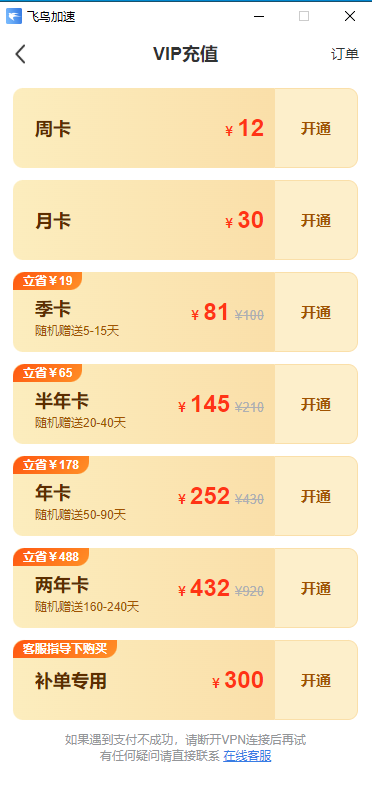 飞鸟加速
VIP充值
订单
周卡
¥ 12
开通
月卡
¥ 30
开通
立省¥19
季卡
¥ 81 ¥100
随机赠送5-15天
开通
立省¥65
半年卡
¥ 145 ¥210
随机赠送20-40天
开通
立省¥178
年卡
¥ 252 ¥430
随机赠送50-90天
开通
立省¥488
两年卡
¥ 432 ¥920
随机赠送160-240天
开通
客服指导下购买
补单专用
¥ 300
开通
如果遇到支付不成功，请断开VPN连接后再试
有任何疑问请直接联系 在线客服